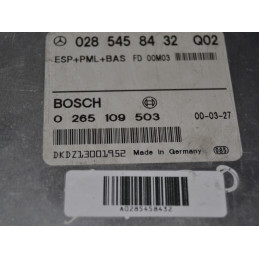 028 545 84 32 Q02
ESP+PML+BAS FD 00M03
BOSCH
0 265 109 503 00-03-27
DKDZ13001952 Made in Germany
A0285458432